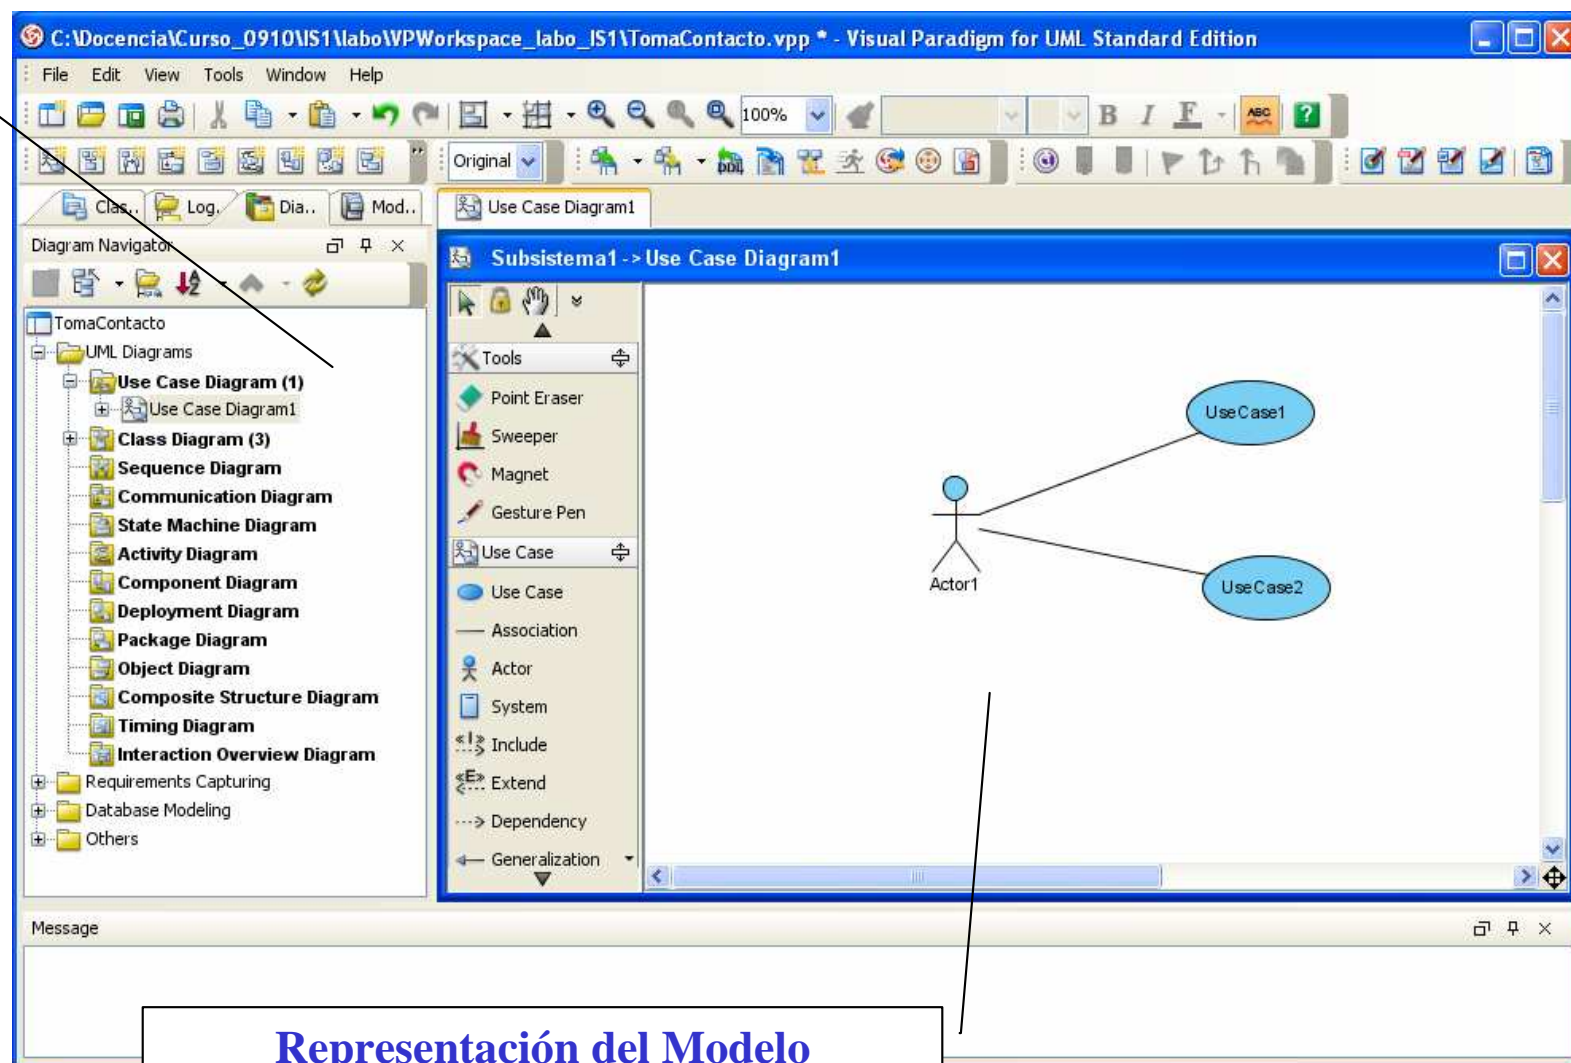 C:\Docencia\Curso_0910\IS1\labo\VPWorkspace_labo_IS1\TomaContacto.vpp * - Visual Paradigm for UML Standard Edition
File Edit View Tools Window Help
100% B I F ABC ?
Original DDL
Clas.. Log. Dia.. Mod..
Use Case Diagram1
Diagram Navigator
Subsistema1 -> Use Case Diagram1
TomaContacto
UML Diagrams
Use Case Diagram (1)
Use Case Diagram1
Class Diagram (3)
Sequence Diagram
Communication Diagram
State Machine Diagram
Activity Diagram
Component Diagram
Deployment Diagram
Package Diagram
Object Diagram
Composite Structure Diagram
Timing Diagram
Interaction Overview Diagram
Requirements Capturing
Database Modeling
Others
Tools
Point Eraser
Sweeper
Magnet
Gesture Pen
Use Case
Use Case
Association
Actor
System
Include
Extend
Dependency
Generalization
UseCase1
Actor1
UseCase2
Message
Representación del Modelo